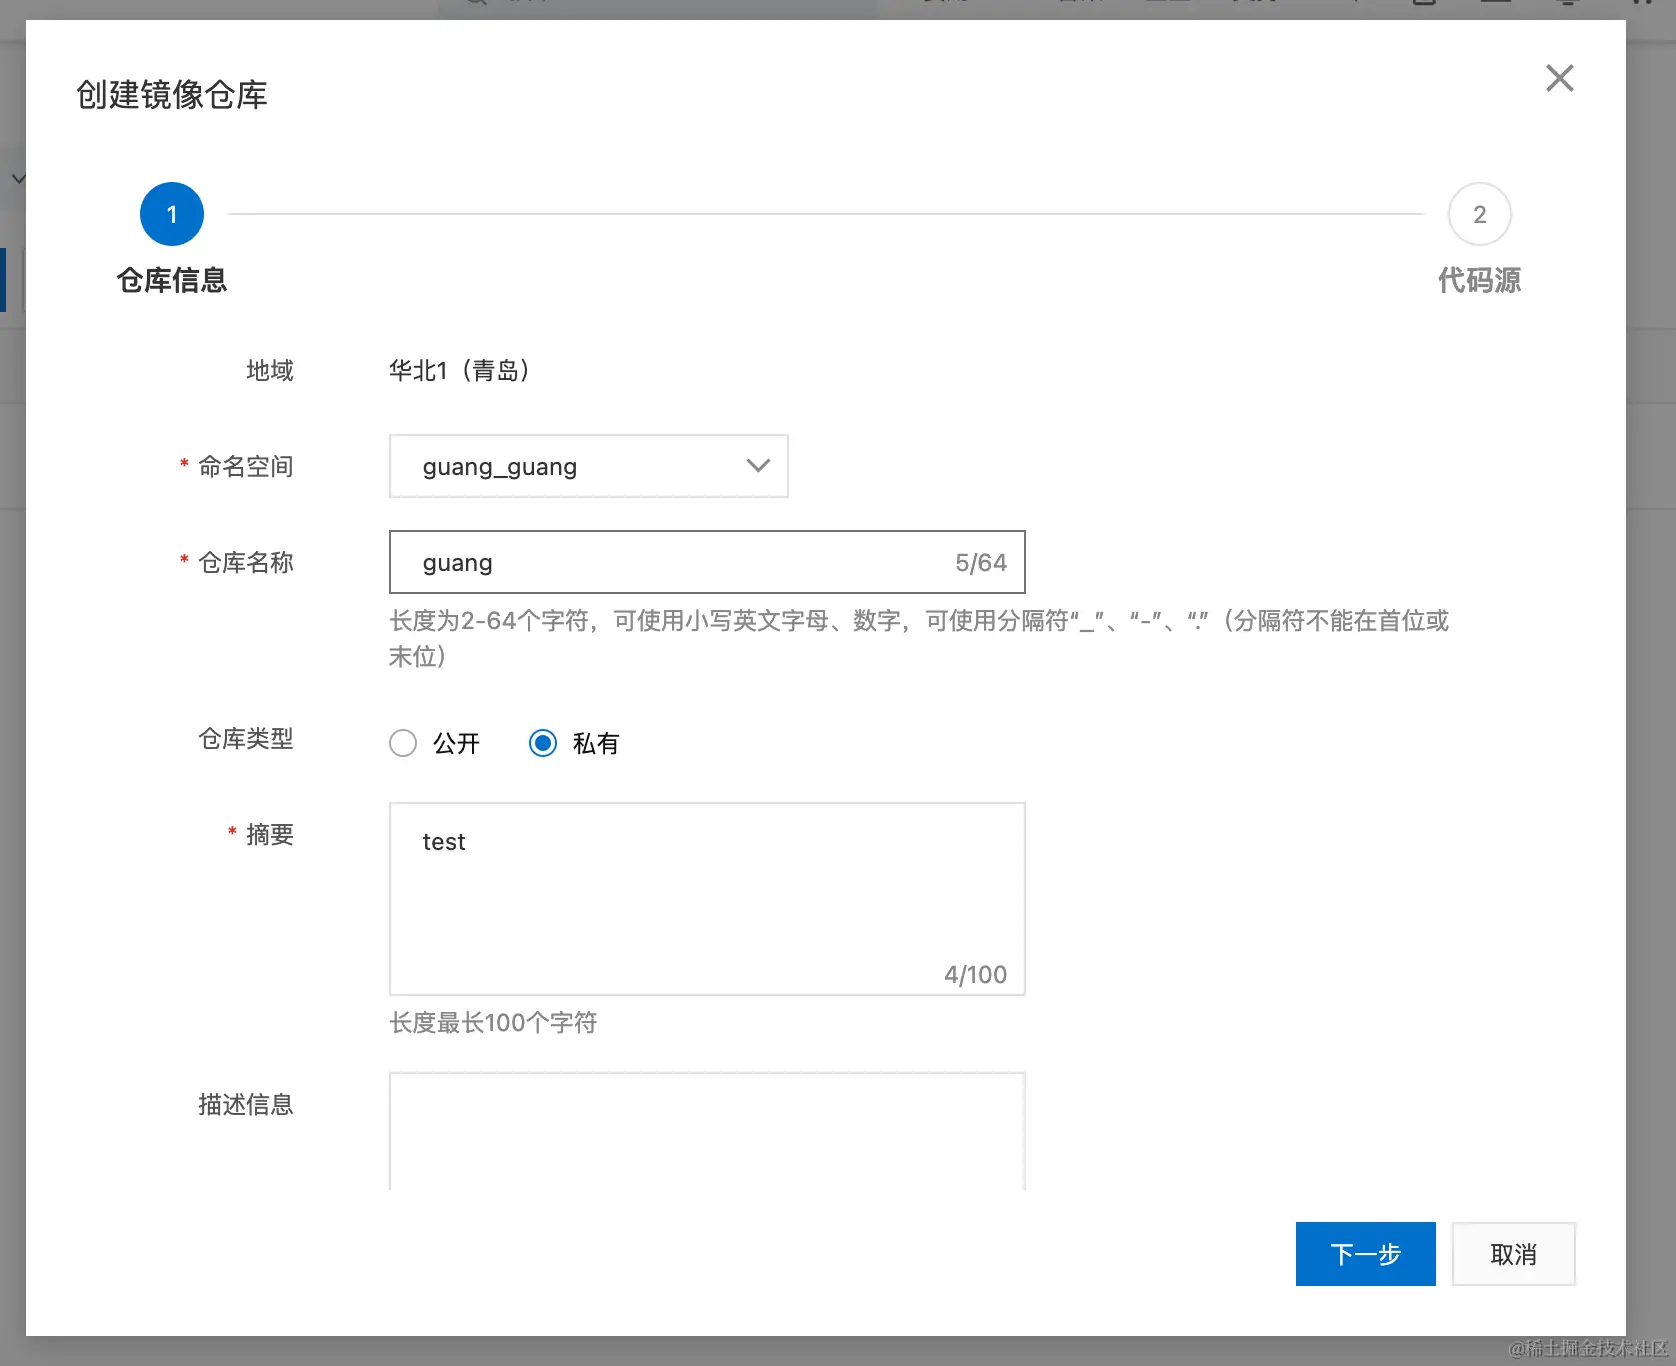 创建镜像仓库
1
2
仓库信息
代码源
地域
华北1（青岛）
* 命名空间
guang_guang
* 仓库名称
guang
5/64
长度为2-64个字符，可使用小写英文字母、数字，可使用分隔符“_”、“-”、“.”（分隔符不能在首位或
末位）
仓库类型
公开
私有
* 摘要
test
4/100
长度最长100个字符
描述信息
下一步
取消
@稀土掘金技术社区